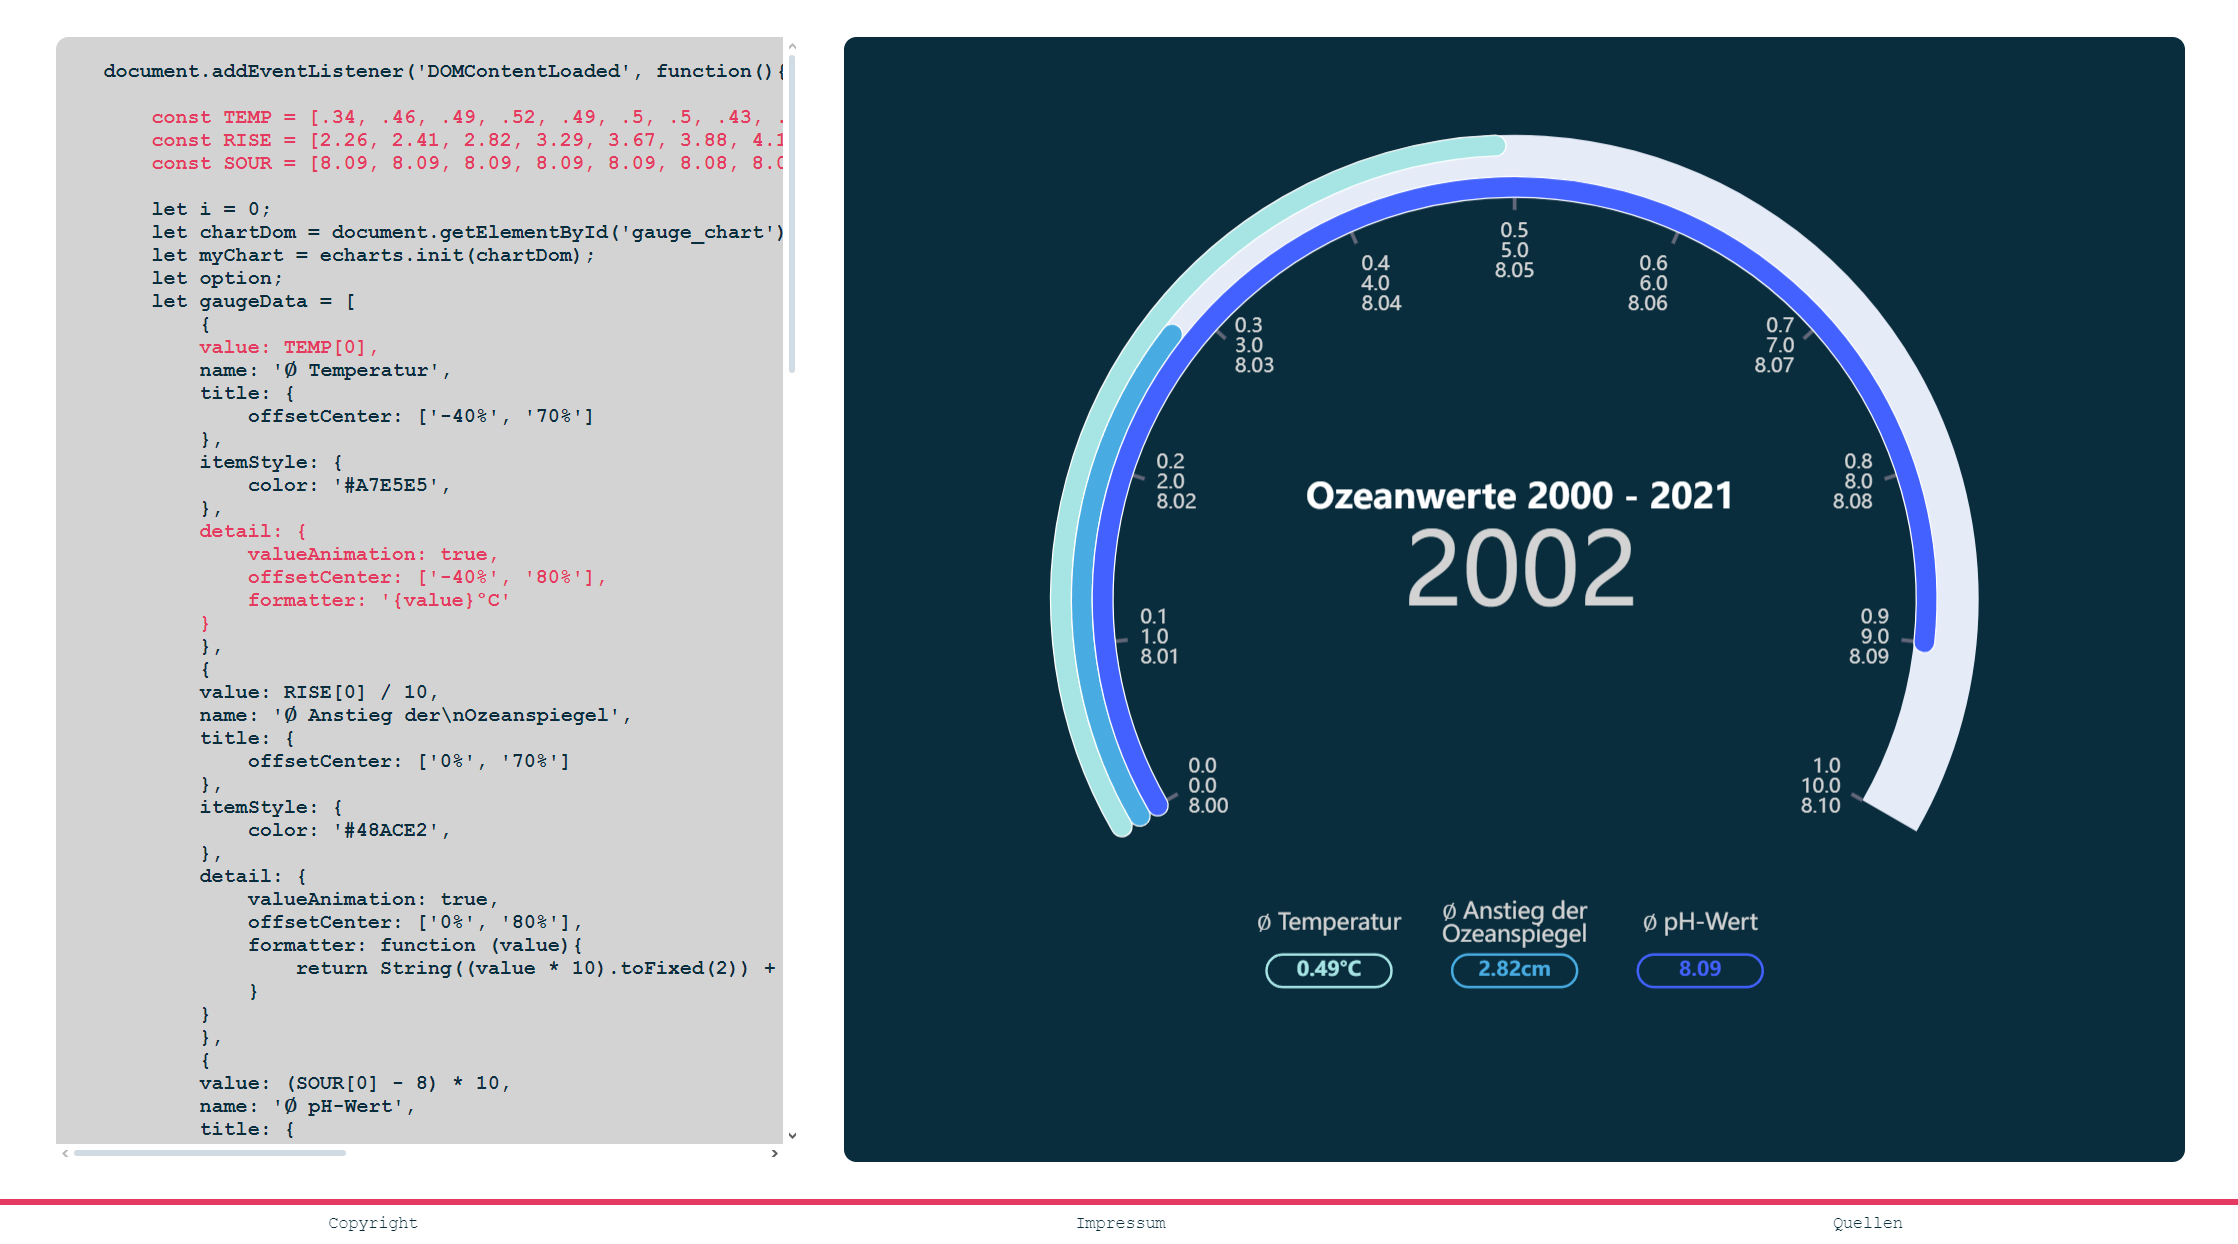 document.addEventListener('DOMContentLoaded', function(){
const TEMP = [.34, .46, .49, .52, .49, .5, .5, .43, .
const RISE = [2.26, 2.41, 2.82, 3.29, 3.67, 3.88, 4.1
const SOUR = [8.09, 8.09, 8.09, 8.09, 8.09, 8.08, 8.0
let i = 0;
let chartDom = document.getElementById('gauge_chart')
let myChart = echarts.init(chartDom);
let option;
let gaugeData = [
{
value: TEMP[0],
name: 'Ø Temperatur',
title: {
offsetCenter: ['-40%', '70%']
},
itemStyle: {
color: '#A7E5E5',
},
detail: {
valueAnimation: true,
offsetCenter: ['-40%', '80%'],
formatter: '{value}°C'
}
},
{
value: RISE[0] / 10,
name: 'Ø Anstieg der\nOzeanspiegel',
title: {
offsetCenter: ['0%', '70%']
},
itemStyle: {
color: '#48ACE2',
},
detail: {
valueAnimation: true,
offsetCenter: ['0%', '80%'],
formatter: function (value){
return String((value * 10).toFixed(2)) +
}
}
},
{
value: (SOUR[0] - 8) * 10,
name: 'Ø pH-Wert',
title: {
0.0
0.0
8.00
0.1
1.0
8.01
0.2
2.0
8.02
0.3
3.0
8.03
0.4
4.0
8.04
0.5
5.0
8.05
0.6
6.0
8.06
0.7
7.0
8.07
0.8
8.0
8.08
0.9
9.0
8.09
1.0
10.0
8.10
Ozeanwerte 2000 - 2021
2002
Ø Temperatur
0.49°C
Ø Anstieg der
Ozeanspiegel
2.82cm
Ø pH-Wert
8.09
Copyright
Impressum
Quellen